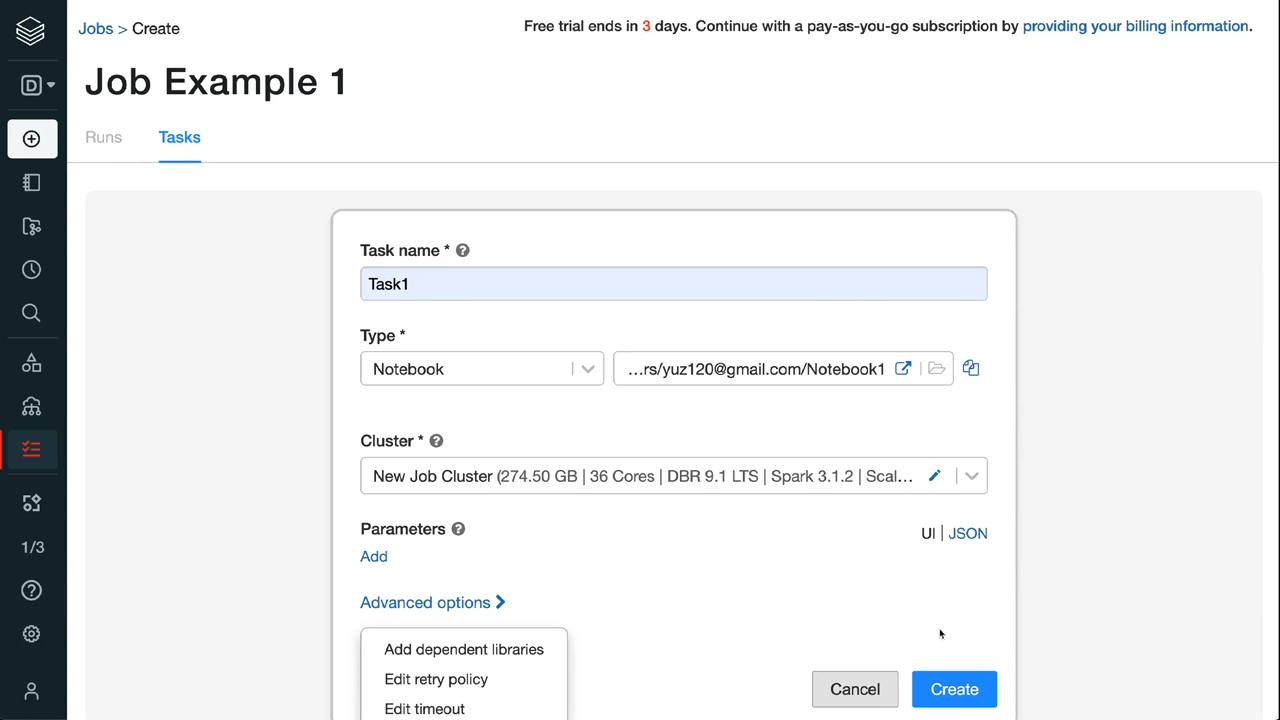 Jobs > Create
Free trial ends in 3 days. Continue with a pay-as-you-go subscription by providing your billing information.
Job Example 1
Runs
Tasks
D
Task name *
Task1
Type *
Notebook
...rs/yuz120@gmail.com/Notebook1
Cluster *
New Job Cluster (274.50 GB | 36 Cores | DBR 9.1 LTS | Spark 3.1.2 | Scal...
Parameters
UI | JSON
Add
1/3
Advanced options
Add dependent libraries
Edit retry policy
Edit timeout
Cancel
Create